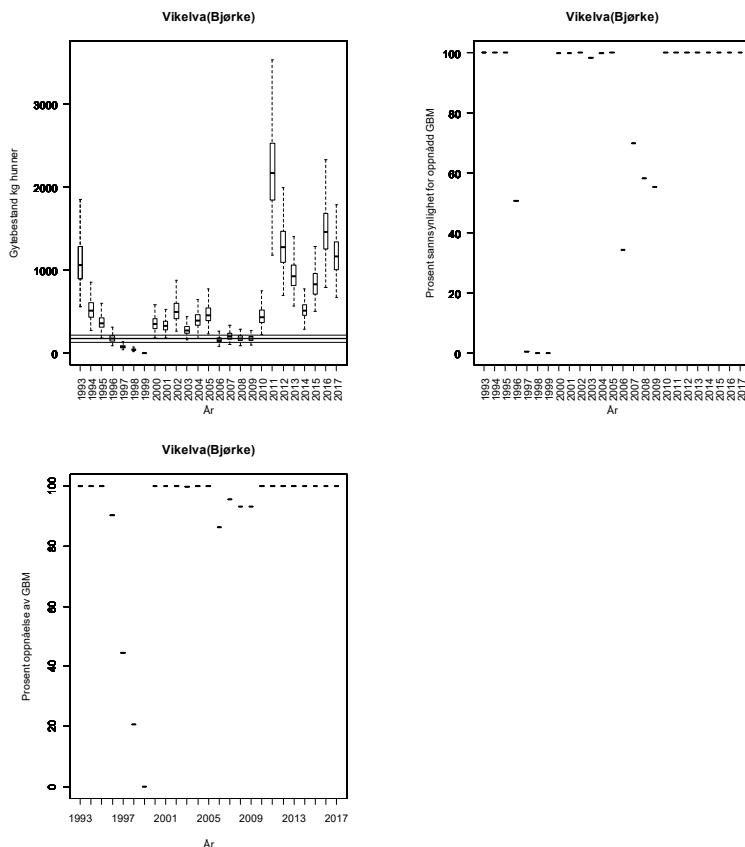 Vikelva(Bjørke)
Gytebestand kg hunner
3000
2000
1000
0
1993 1994 1995 1996 1997 1998 1999 2000 2001 2002 2003 2004 2005 2006 2007 2008 2009 2010 2011 2012 2013 2014 2015 2016 2017
År
Vikelva(Bjørke)
Prosent sannsynlighet for oppnådd GBM
100
80
60
40
20
0
1993 1994 1995 1996 1997 1998 1999 2000 2001 2002 2003 2004 2005 2006 2007 2008 2009 2010 2011 2012 2013 2014 2015 2016 2017
År
Vikelva(Bjørke)
Prosent oppnåelse av GBM
100
80
60
40
20
0
1993 1997 2001 2005 2009 2013 2017
År